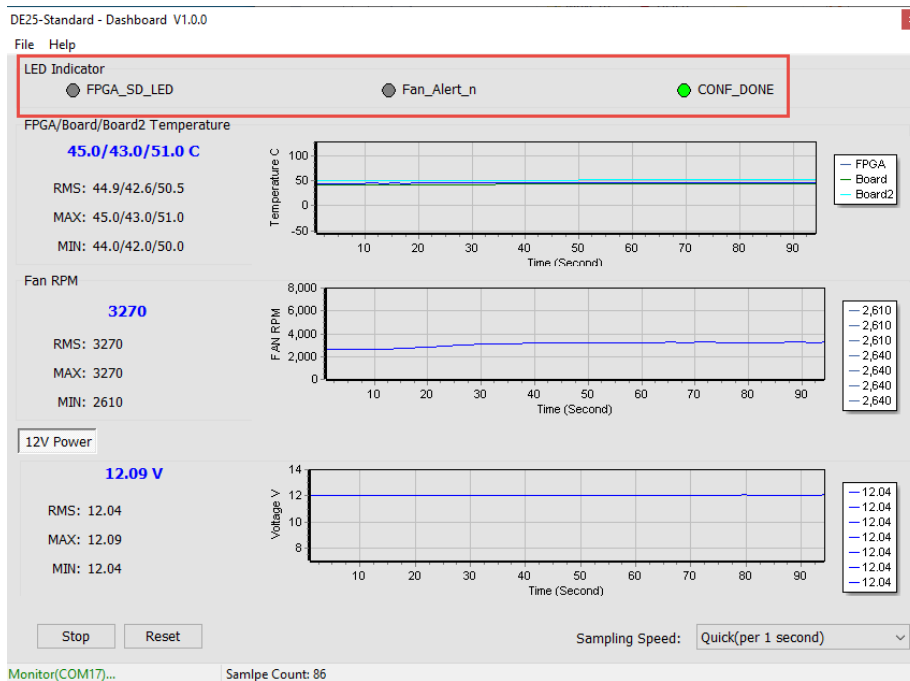 DE25-Standard - Dashboard V1.0.0
File Help
LED Indicator
FPGA_SD_LED Fan_Alert_n CONF_DONE
FPGA/Board/Board2 Temperature
45.0/43.0/51.0 C
RMS: 44.9/42.6/50.5
MAX: 45.0/43.0/51.0
MIN: 44.0/42.0/50.0
Temperature C
100
50
0
-50
10 20 30 40 50 60 70 80 90
Time (Second)
FPGA
Board
Board2
Fan RPM
3270
RMS: 3270
MAX: 3270
MIN: 2610
FAN RPM
8,000
6,000
4,000
2,000
0
10 20 30 40 50 60 70 80 90
Time (Second)
2,610
2,610
2,610
2,640
2,640
2,640
2,640
12V Power
12.09 V
RMS: 12.04
MAX: 12.09
MIN: 12.04
Voltage V
14
12
10
8
10 20 30 40 50 60 70 80 90
Time (Second)
12.04
12.04
12.04
12.04
12.04
12.04
12.04
Stop Reset Sampling Speed: Quick(per 1 second)
Monitor(COM17)... Samlpe Count: 86